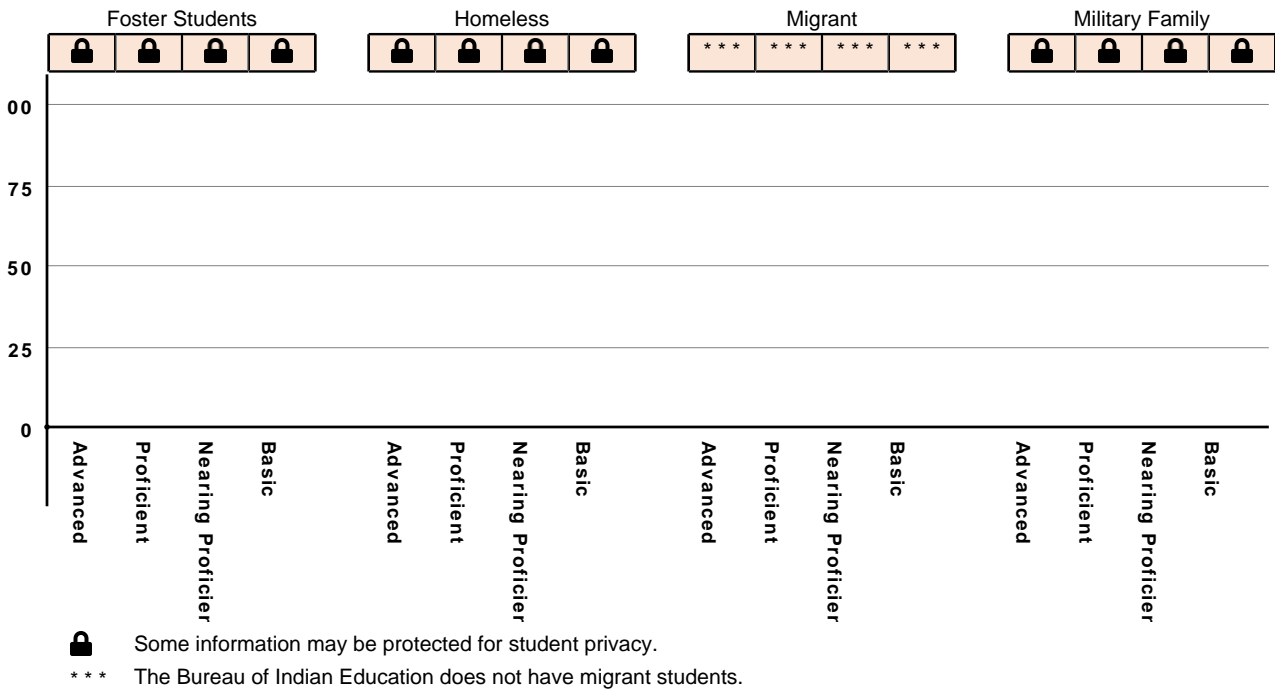 Foster Students Homeless Migrant Military Family
* * * * * * * * * * * *
00
75
50
25
0
Advanced Proficient Nearing Proficier Basic Advanced Proficient Nearing Proficier Basic Advanced Proficient Nearing Proficier Basic Advanced Proficient Nearing Proficier Basic
Some information may be protected for student privacy.
* * * The Bureau of Indian Education does not have migrant students.